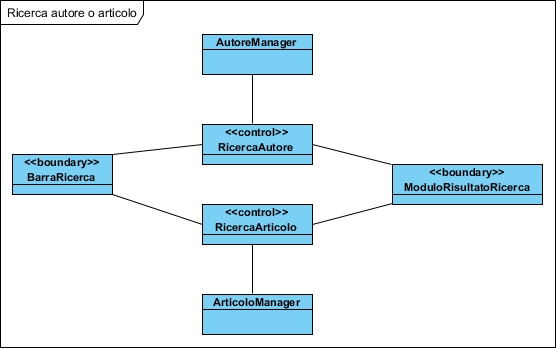 Ricerca autore o articolo
AutoreManager
<<control>>
RicercaAutore
<<boundary>>
BarraRicerca
<<boundary>>
ModuloRisultatoRicerca
<<control>>
RicercaArticolo
ArticoloManager